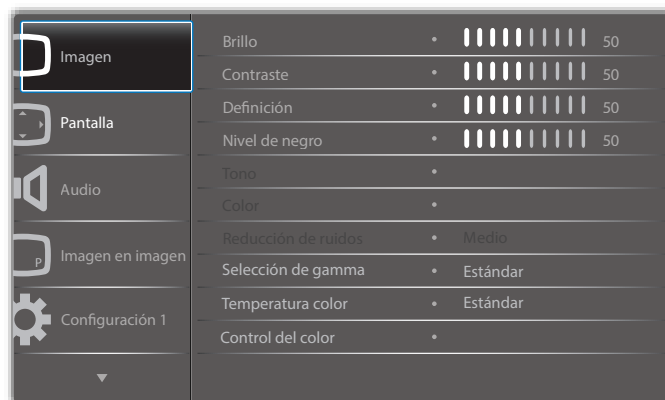 Imagen
Pantalla
Audio
P
Imagen en imagen
Configuración 1
Brillo • 50
Contraste • 50
Definición • 50
Nivel de negro • 50
Tono •
Color •
Reducción de ruidos • Medio
Selección de gamma • Estándar
Temperatura color • Estándar
Control del color •